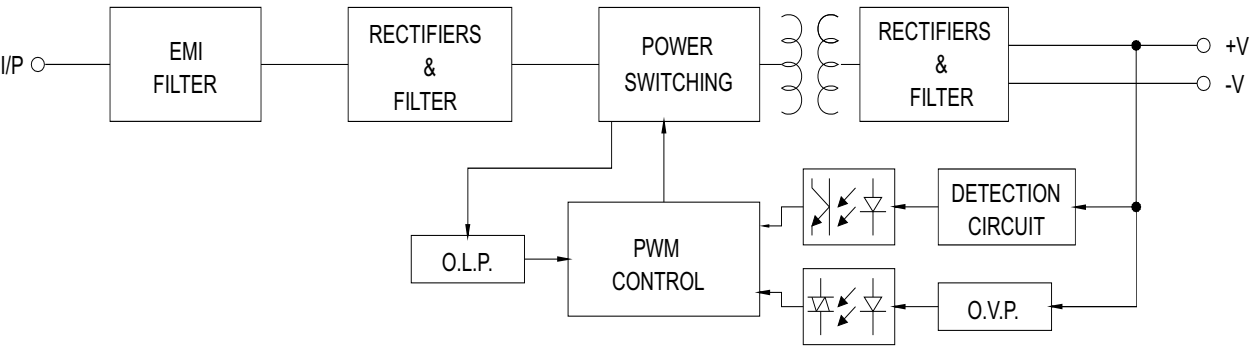 I/P
EMI
FILTER
RECTIFIERS
&
FILTER
POWER
SWITCHING
RECTIFIERS
&
FILTER
+V
-V
DETECTION
CIRCUIT
O.L.P.
PWM
CONTROL
O.V.P.